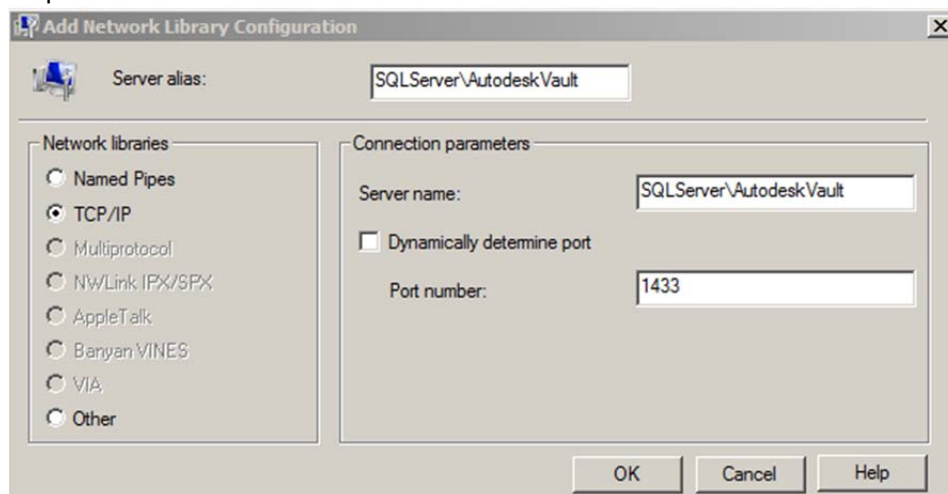 Add Network Library Configuration
Server alias:
SQLServer\AutodeskVault
Network libraries
Named Pipes
TCP/IP
Multiprotocol
NWLink IPX/SPX
AppleTalk
Banyan VINES
VIA
Other
Connection parameters
Server name:
SQLServer\AutodeskVault
Dynamically determine port
Port number:
1433
OK
Cancel
Help